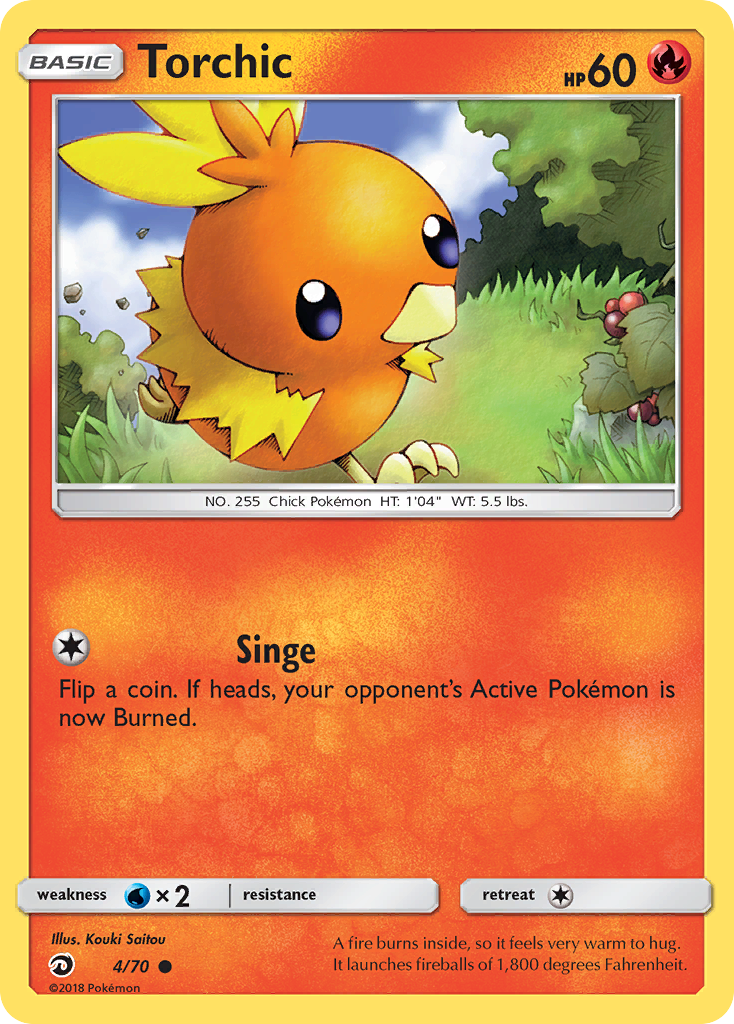 BASIC Torchic HP60
NO. 255 Chick Pokémon HT: 1'04" WT: 5.5 lbs.
Singe
Flip a coin. If heads, your opponent's Active Pokémon is
now Burned.
weakness ×2 resistance retreat
Illus. Kouki Saitou
4/70
©2018 Pokémon
A fire burns inside, so it feels very warm to hug.
It launches fireballs of 1,800 degrees Fahrenheit.